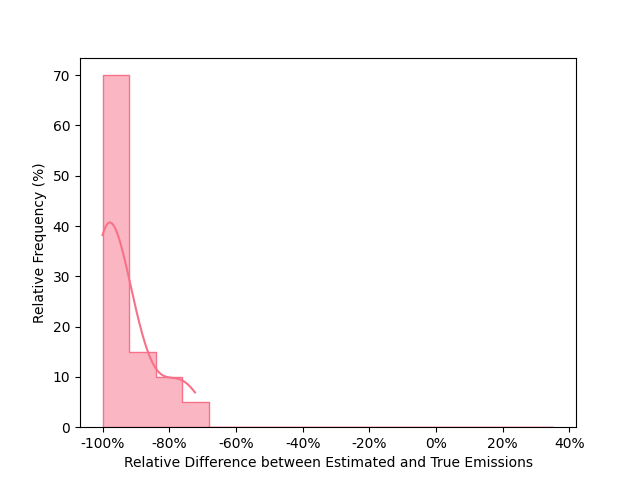 70
60
50
40
30
20
10
0
Relative Frequency (%)
-100% -80% -60% -40% -20% 0% 20% 40%
Relative Difference between Estimated and True Emissions